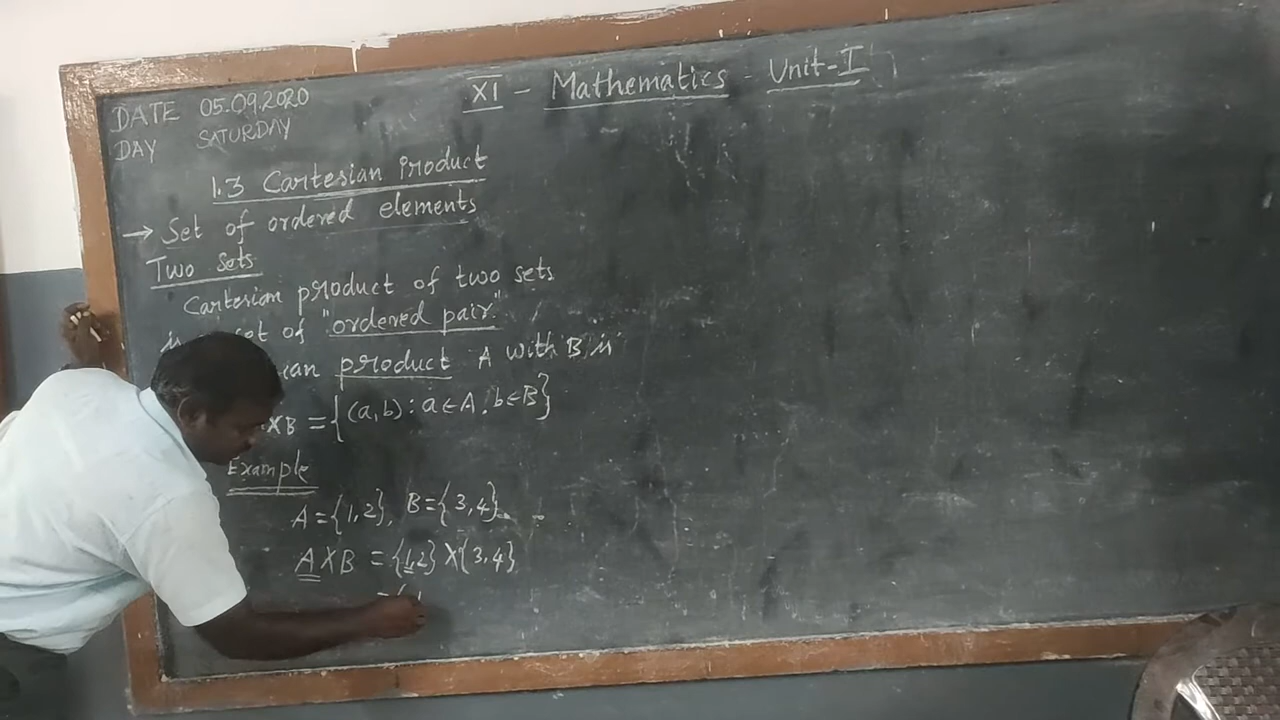 XI - Mathematics - Unit-I
DATE 05.09.2020
DAY SATURDAY
1.3 Cartesian Product
→ Set of ordered elements
Two Sets
Cartesian product of two sets
set of "ordered pair"
product A with B is
XB = {(a,b) : a∈A, b∈B}
Example
A = {1,2}, B = {3,4}
A X B = {1,2} X {3,4}
= {